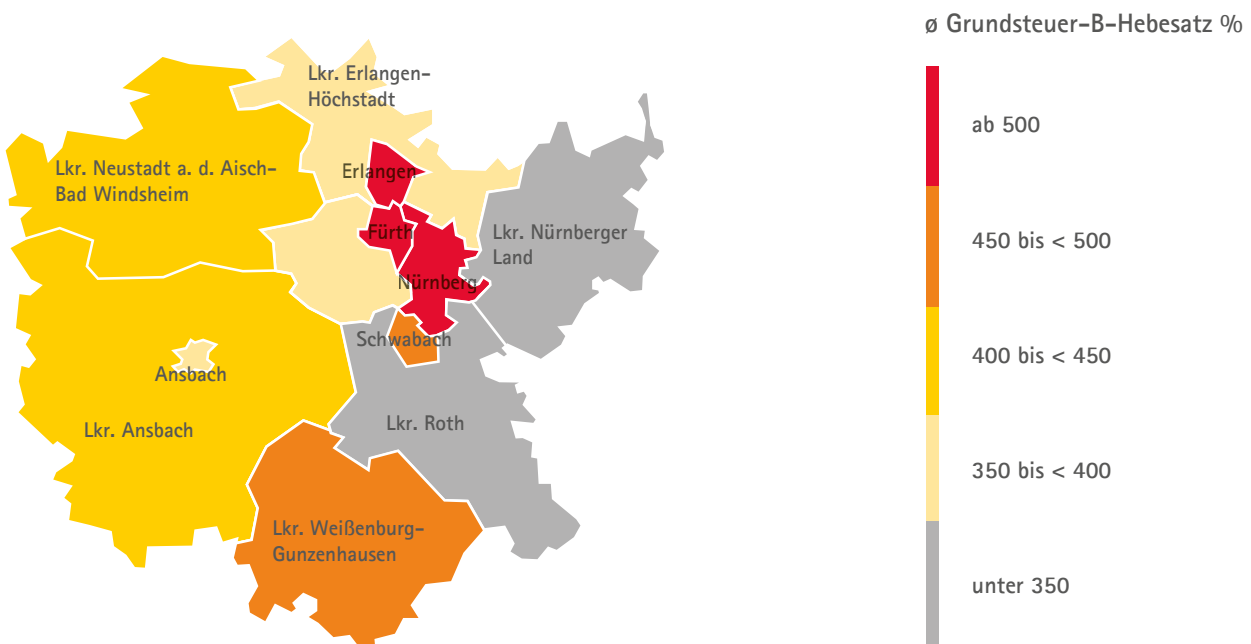 ø Grundsteuer-B-Hebesatz %
Lkr. Erlangen-
Höchstadt
ab 500
Lkr. Neustadt a. d. Aisch-
Bad Windsheim
Erlangen
Fürth
Lkr. Nürnberger
Land
450 bis < 500
Nürnberg
Schwabach
400 bis < 450
Ansbach
Lkr. Ansbach
Lkr. Roth
350 bis < 400
Lkr. Weißenburg-
Gunzenhausen
unter 350